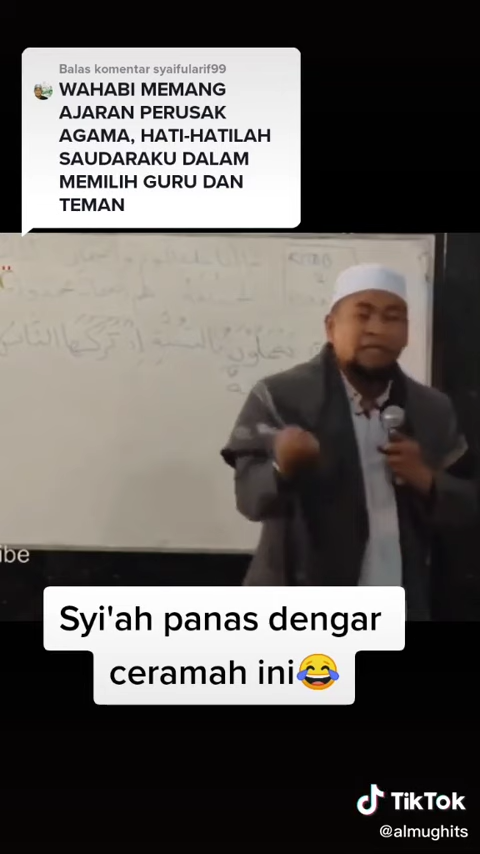 Balas komentar syaifularif99
WAHABI MEMANG
AJARAN PERUSAK
AGAMA, HATI-HATILAH
SAUDARAKU DALAM
MEMILIH GURU DAN
TEMAN
ibe
Syi'ah panas dengar
ceramah ini😂
TikTok
@almughits